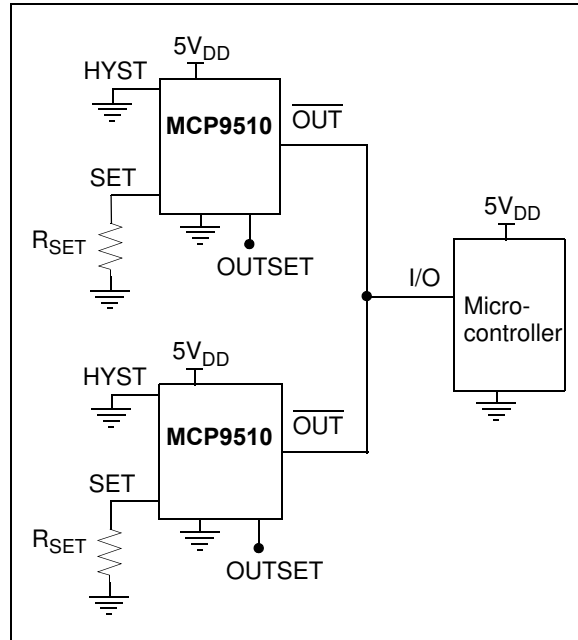 5VDD
HYST
MCP9510
OUT
SET
RSET
OUTSET
5VDD
I/O
Micro-
controller
5VDD
HYST
MCP9510
OUT
SET
RSET
OUTSET